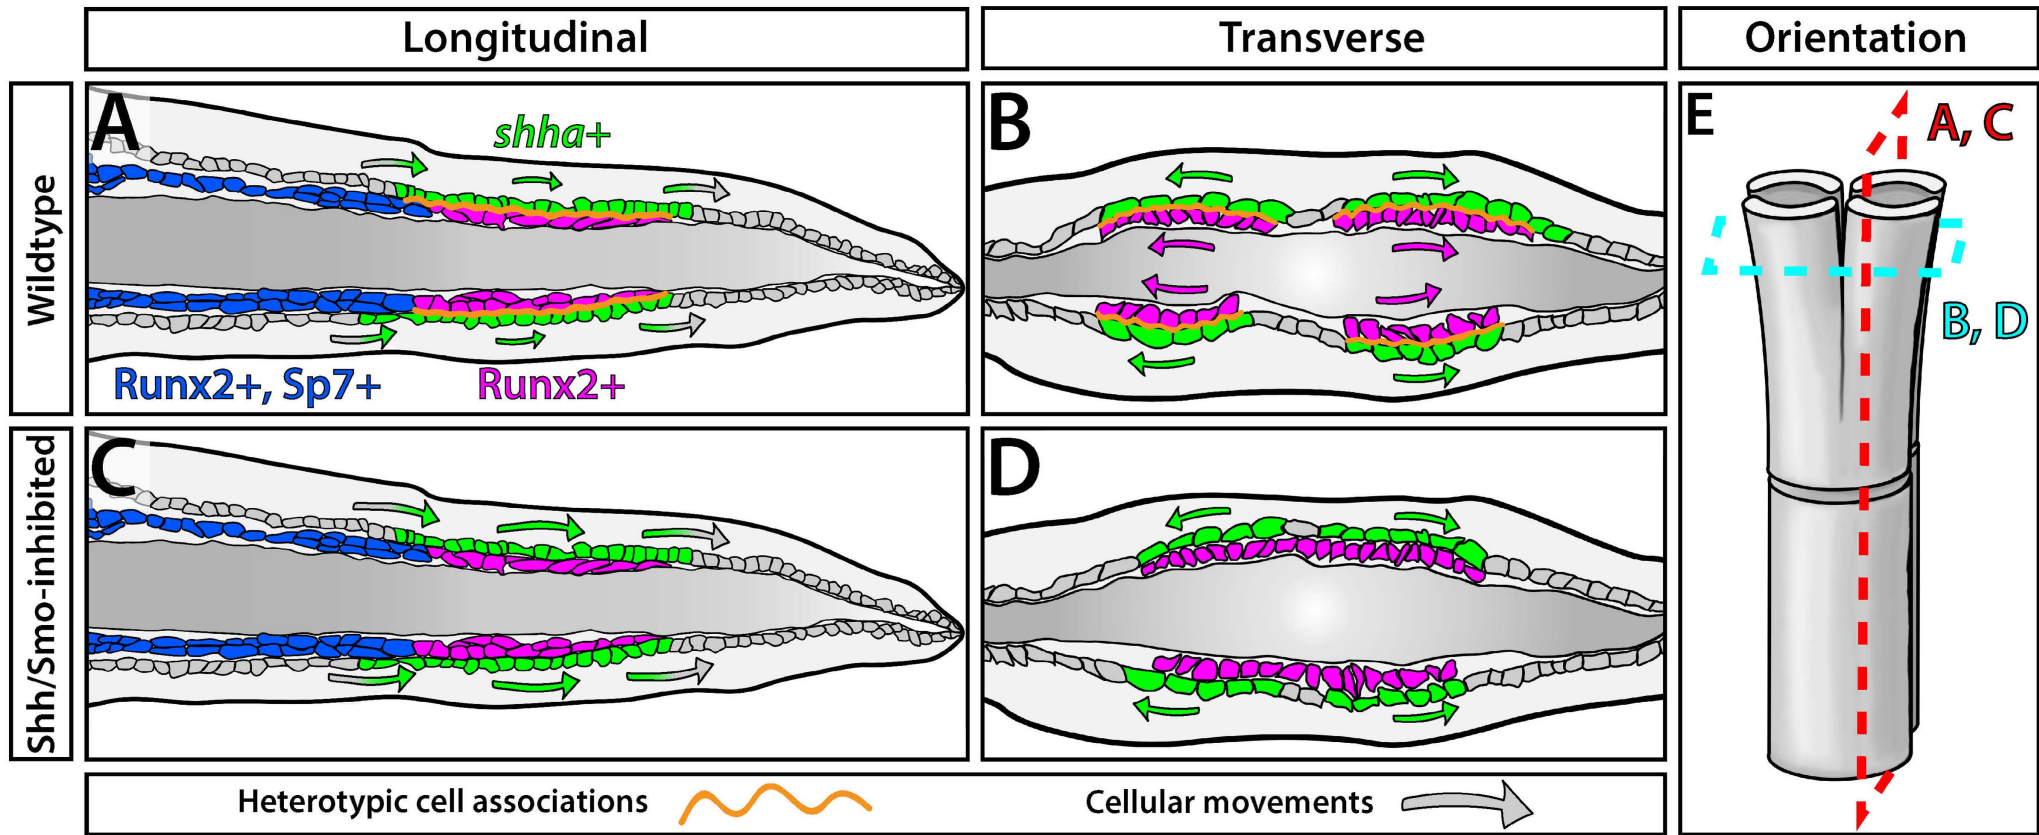 Longitudinal
Transverse
Orientation
Wildtype
A
shha+
Runx2+, Sp7+
Runx2+
B
E
A, C
B, D
Shh/Smo-inhibited
C
D
Heterotypic cell associations
Cellular movements